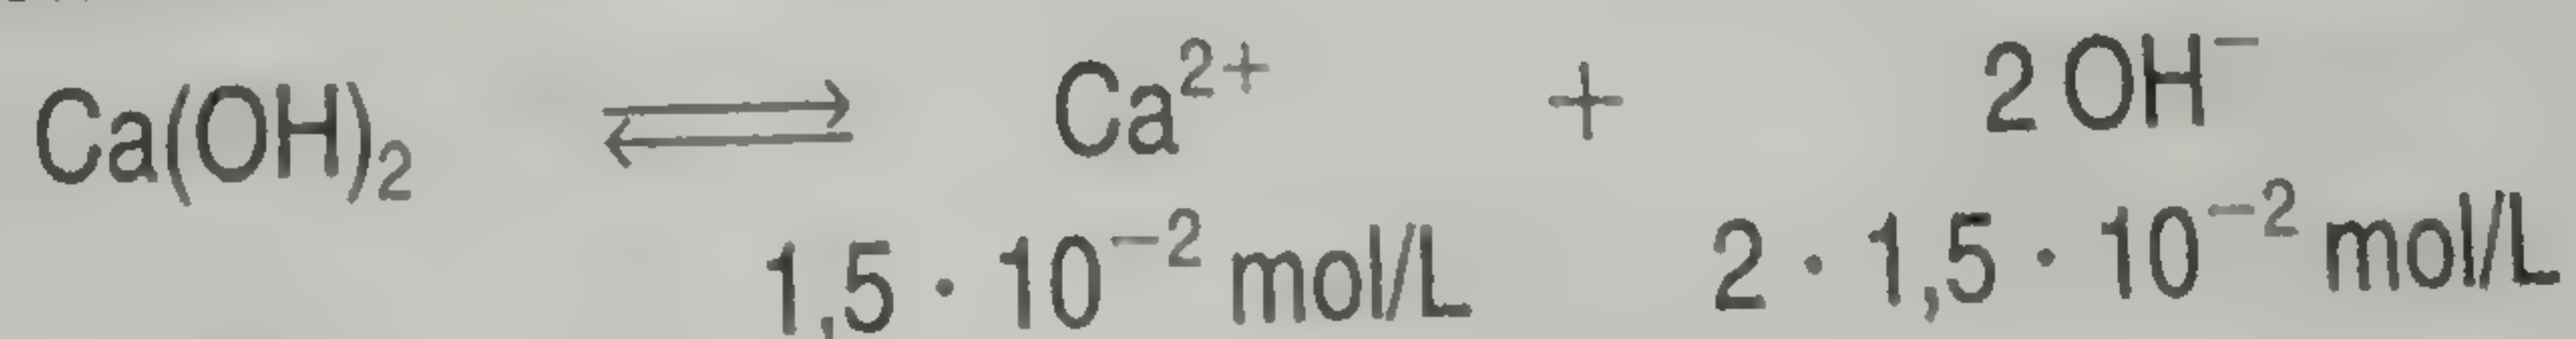 Ca(OH)₂ ⇌ Ca²⁺ + 2 OH⁻
1,5 · 10⁻² mol/L 2 · 1,5 · 10⁻² mol/L